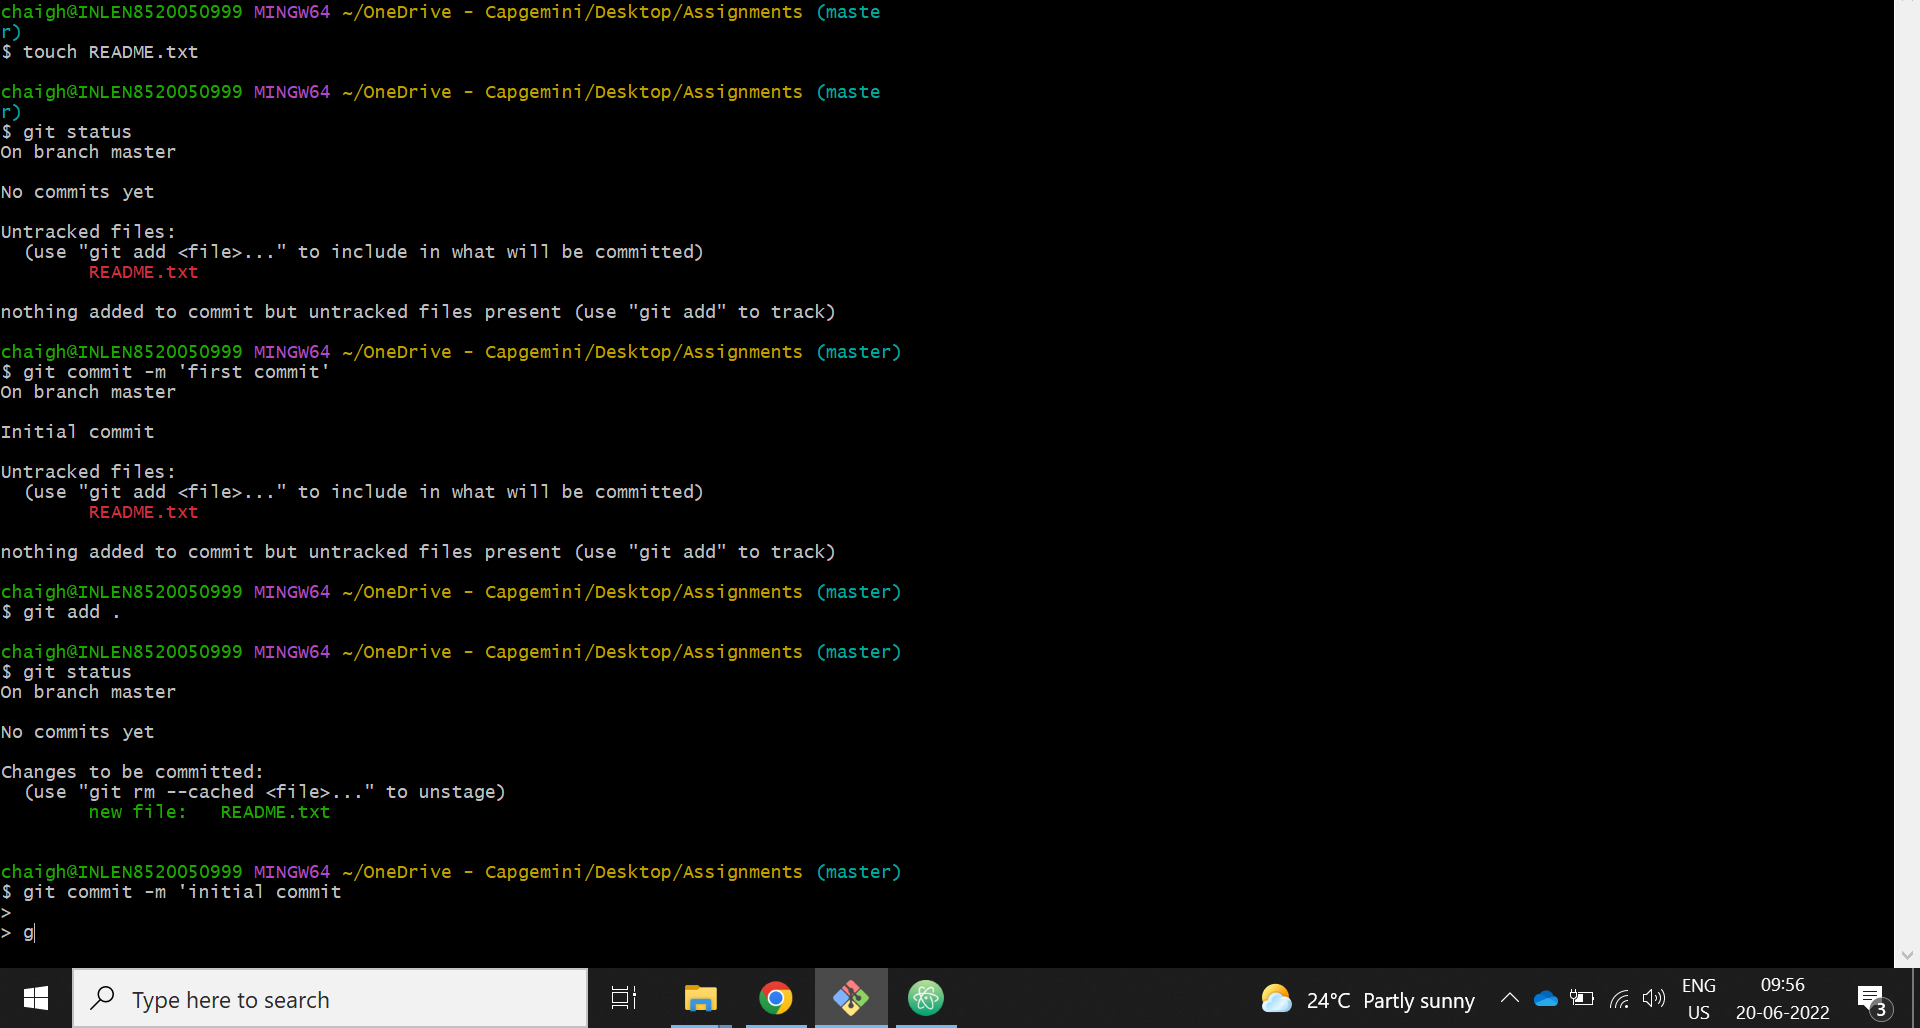 chaigh@INLEN8520050999 MINGW64 ~/OneDrive - Capgemini/Desktop/Assignments (maste
r)
$ touch README.txt
chaigh@INLEN8520050999 MINGW64 ~/OneDrive - Capgemini/Desktop/Assignments (maste
r)
$ git status
On branch master
No commits yet
Untracked files:
  (use "git add <file>..." to include in what will be committed)
        README.txt
nothing added to commit but untracked files present (use "git add" to track)
chaigh@INLEN8520050999 MINGW64 ~/OneDrive - Capgemini/Desktop/Assignments (master)
$ git commit -m 'first commit'
On branch master
Initial commit
Untracked files:
  (use "git add <file>..." to include in what will be committed)
        README.txt
nothing added to commit but untracked files present (use "git add" to track)
chaigh@INLEN8520050999 MINGW64 ~/OneDrive - Capgemini/Desktop/Assignments (master)
$ git add .
chaigh@INLEN8520050999 MINGW64 ~/OneDrive - Capgemini/Desktop/Assignments (master)
$ git status
On branch master
No commits yet
Changes to be committed:
  (use "git rm --cached <file>..." to unstage)
        new file:   README.txt
chaigh@INLEN8520050999 MINGW64 ~/OneDrive - Capgemini/Desktop/Assignments (master)
$ git commit -m 'initial commit
>
> g
Type here to search
24°C Partly sunny
ENG
US
09:56
20-06-2022
3